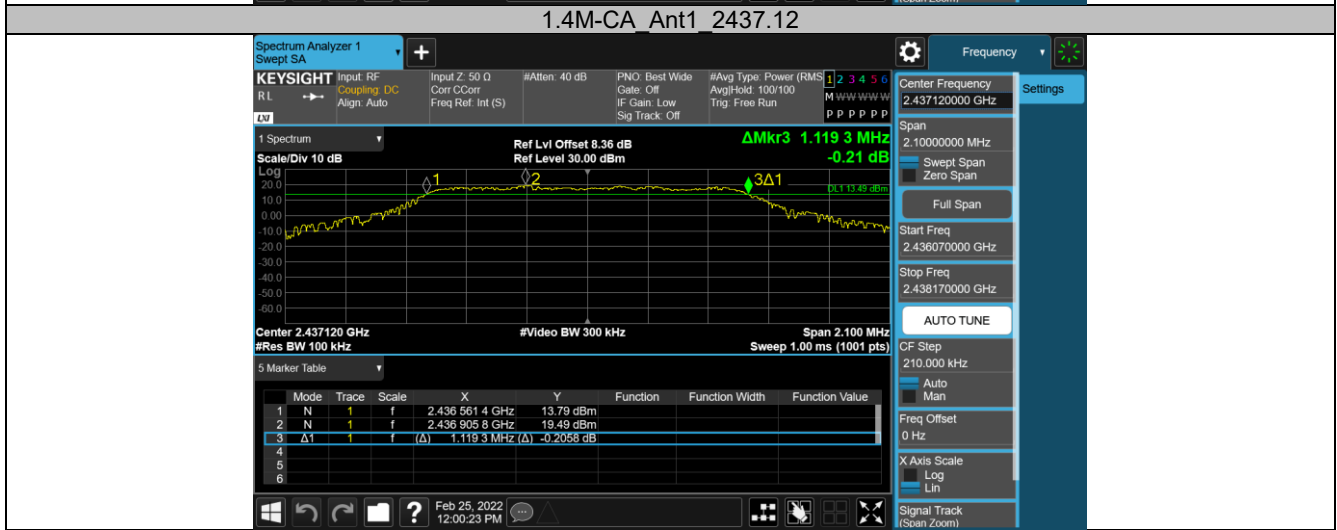 (Span Zoom)
1.4M-CA_Ant1_2437.12
Spectrum Analyzer 1
Swept SA
+
Frequency
KEYSIGHT
RL
LXI
Input: RF
Coupling: DC
Align: Auto
Input Z: 50 Ω
Corr CCorr
Freq Ref: Int (S)
#Atten: 40 dB
PNO: Best Wide
Gate: Off
IF Gain: Low
Sig Track: Off
#Avg Type: Power (RMS
Avg|Hold: 100/100
Trig: Free Run
1 2 3 4 5 6
M W W W W W
P P P P P P
1 Spectrum
Scale/Div 10 dB
Ref Lvl Offset 8.36 dB
Ref Level 30.00 dBm
ΔMkr3 1.119 3 MHz
-0.21 dB
Log
20.0
10.0
0.00
-10.0
-20.0
-30.0
-40.0
-50.0
-60.0
1
2
3Δ1
DL1 13.49 dBm
Center 2.437120 GHz
#Video BW 300 kHz
Span 2.100 MHz
#Res BW 100 kHz
Sweep 1.00 ms (1001 pts)
5 Marker Table
Mode Trace Scale X Y Function Function Width Function Value
1 N 1 f 2.436 561 4 GHz 13.79 dBm
2 N 1 f 2.436 905 8 GHz 19.49 dBm
3 Δ1 1 f (Δ) 1.119 3 MHz (Δ) -0.2058 dB
4
5
6
?
Feb 25, 2022
12:00:23 PM
Settings
Center Frequency
2.437120000 GHz
Span
2.10000000 MHz
Swept Span
Zero Span
Full Span
Start Freq
2.436070000 GHz
Stop Freq
2.438170000 GHz
AUTO TUNE
CF Step
210.000 kHz
Auto
Man
Freq Offset
0 Hz
X Axis Scale
Log
Lin
Signal Track
(Span Zoom)